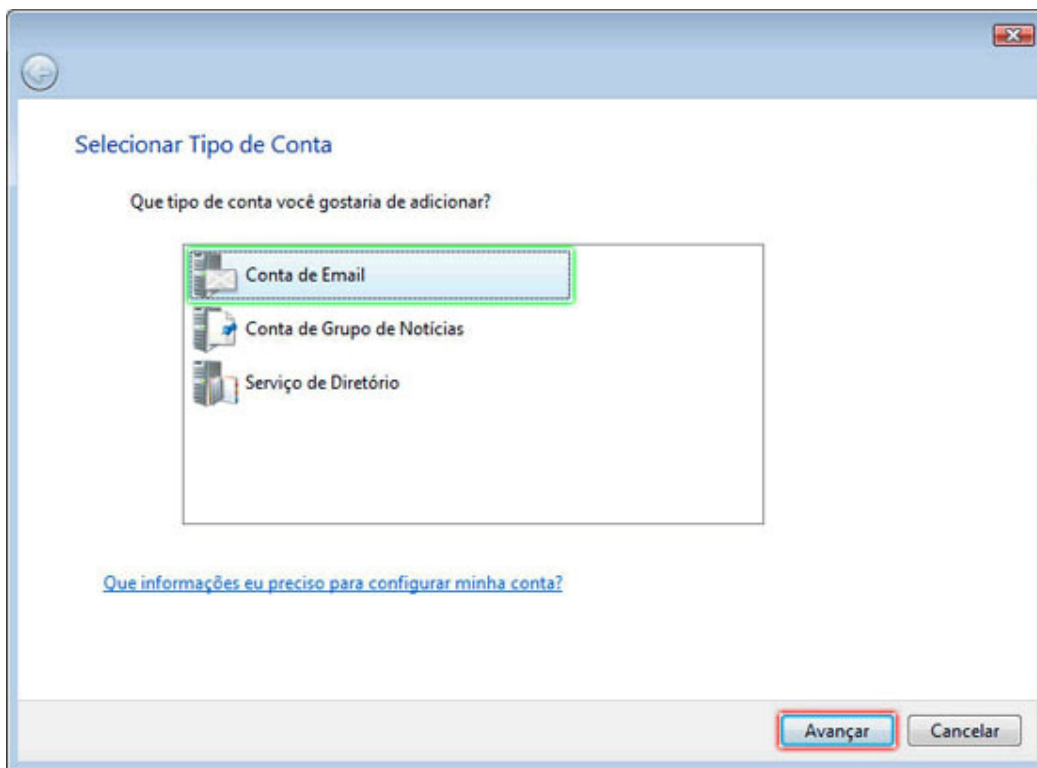 Selecionar Tipo de Conta
Que tipo de conta você gostaria de adicionar?
Conta de Email
Conta de Grupo de Notícias
Serviço de Diretório
Que informações eu preciso para configurar minha conta?
Avançar
Cancelar